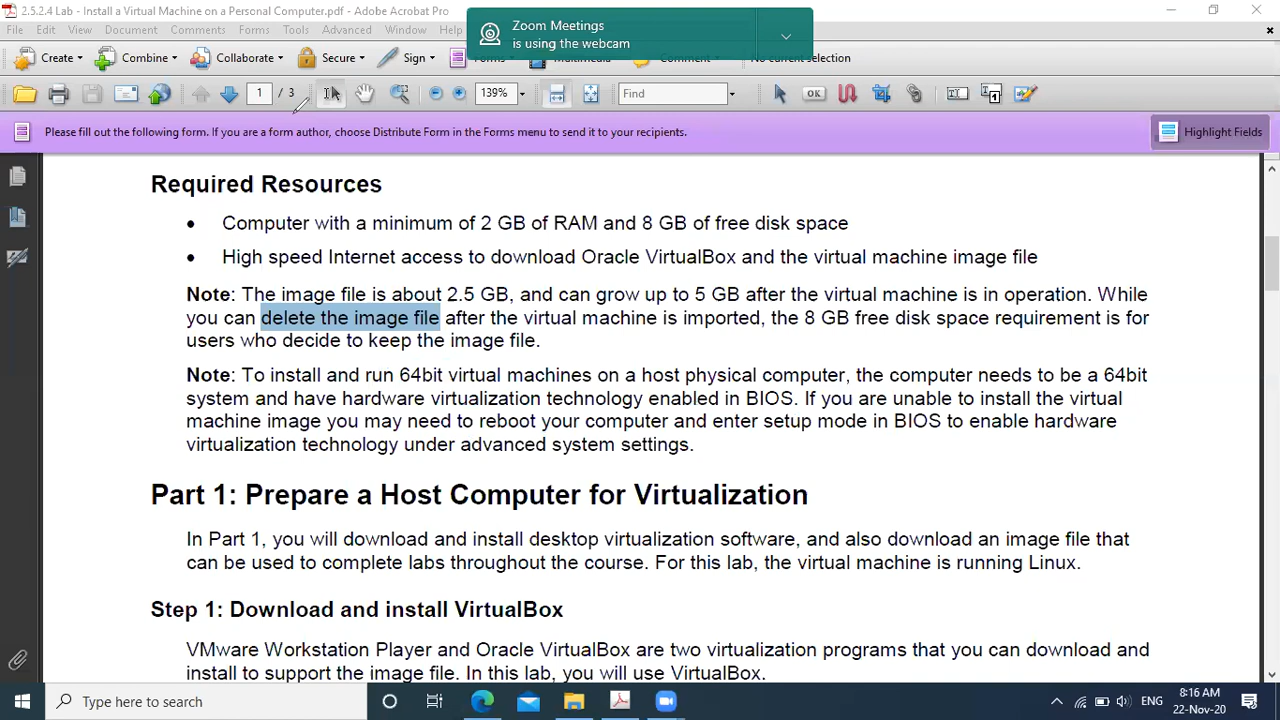 2.5.2.4 Lab - Install a Virtual Machine on a Personal Computer.pdf - Adobe Acrobat Pro
Zoom Meetings
is using the webcam
File Edit View Document Comments Forms Tools Advanced Window Help
Create Combine Collaborate Secure Sign Forms Multimedia Comment No current selection
1 / 3 139% Find OK
Please fill out the following form. If you are a form author, choose Distribute Form in the Forms menu to send it to your recipients.
Highlight Fields
Required Resources
• Computer with a minimum of 2 GB of RAM and 8 GB of free disk space
• High speed Internet access to download Oracle VirtualBox and the virtual machine image file
Note: The image file is about 2.5 GB, and can grow up to 5 GB after the virtual machine is in operation. While
you can delete the image file after the virtual machine is imported, the 8 GB free disk space requirement is for
users who decide to keep the image file.
Note: To install and run 64bit virtual machines on a host physical computer, the computer needs to be a 64bit
system and have hardware virtualization technology enabled in BIOS. If you are unable to install the virtual
machine image you may need to reboot your computer and enter setup mode in BIOS to enable hardware
virtualization technology under advanced system settings.
Part 1: Prepare a Host Computer for Virtualization
In Part 1, you will download and install desktop virtualization software, and also download an image file that
can be used to complete labs throughout the course. For this lab, the virtual machine is running Linux.
Step 1: Download and install VirtualBox
VMware Workstation Player and Oracle VirtualBox are two virtualization programs that you can download and
install to support the image file. In this lab, you will use VirtualBox.
Type here to search
ENG
8:16 AM
22-Nov-20